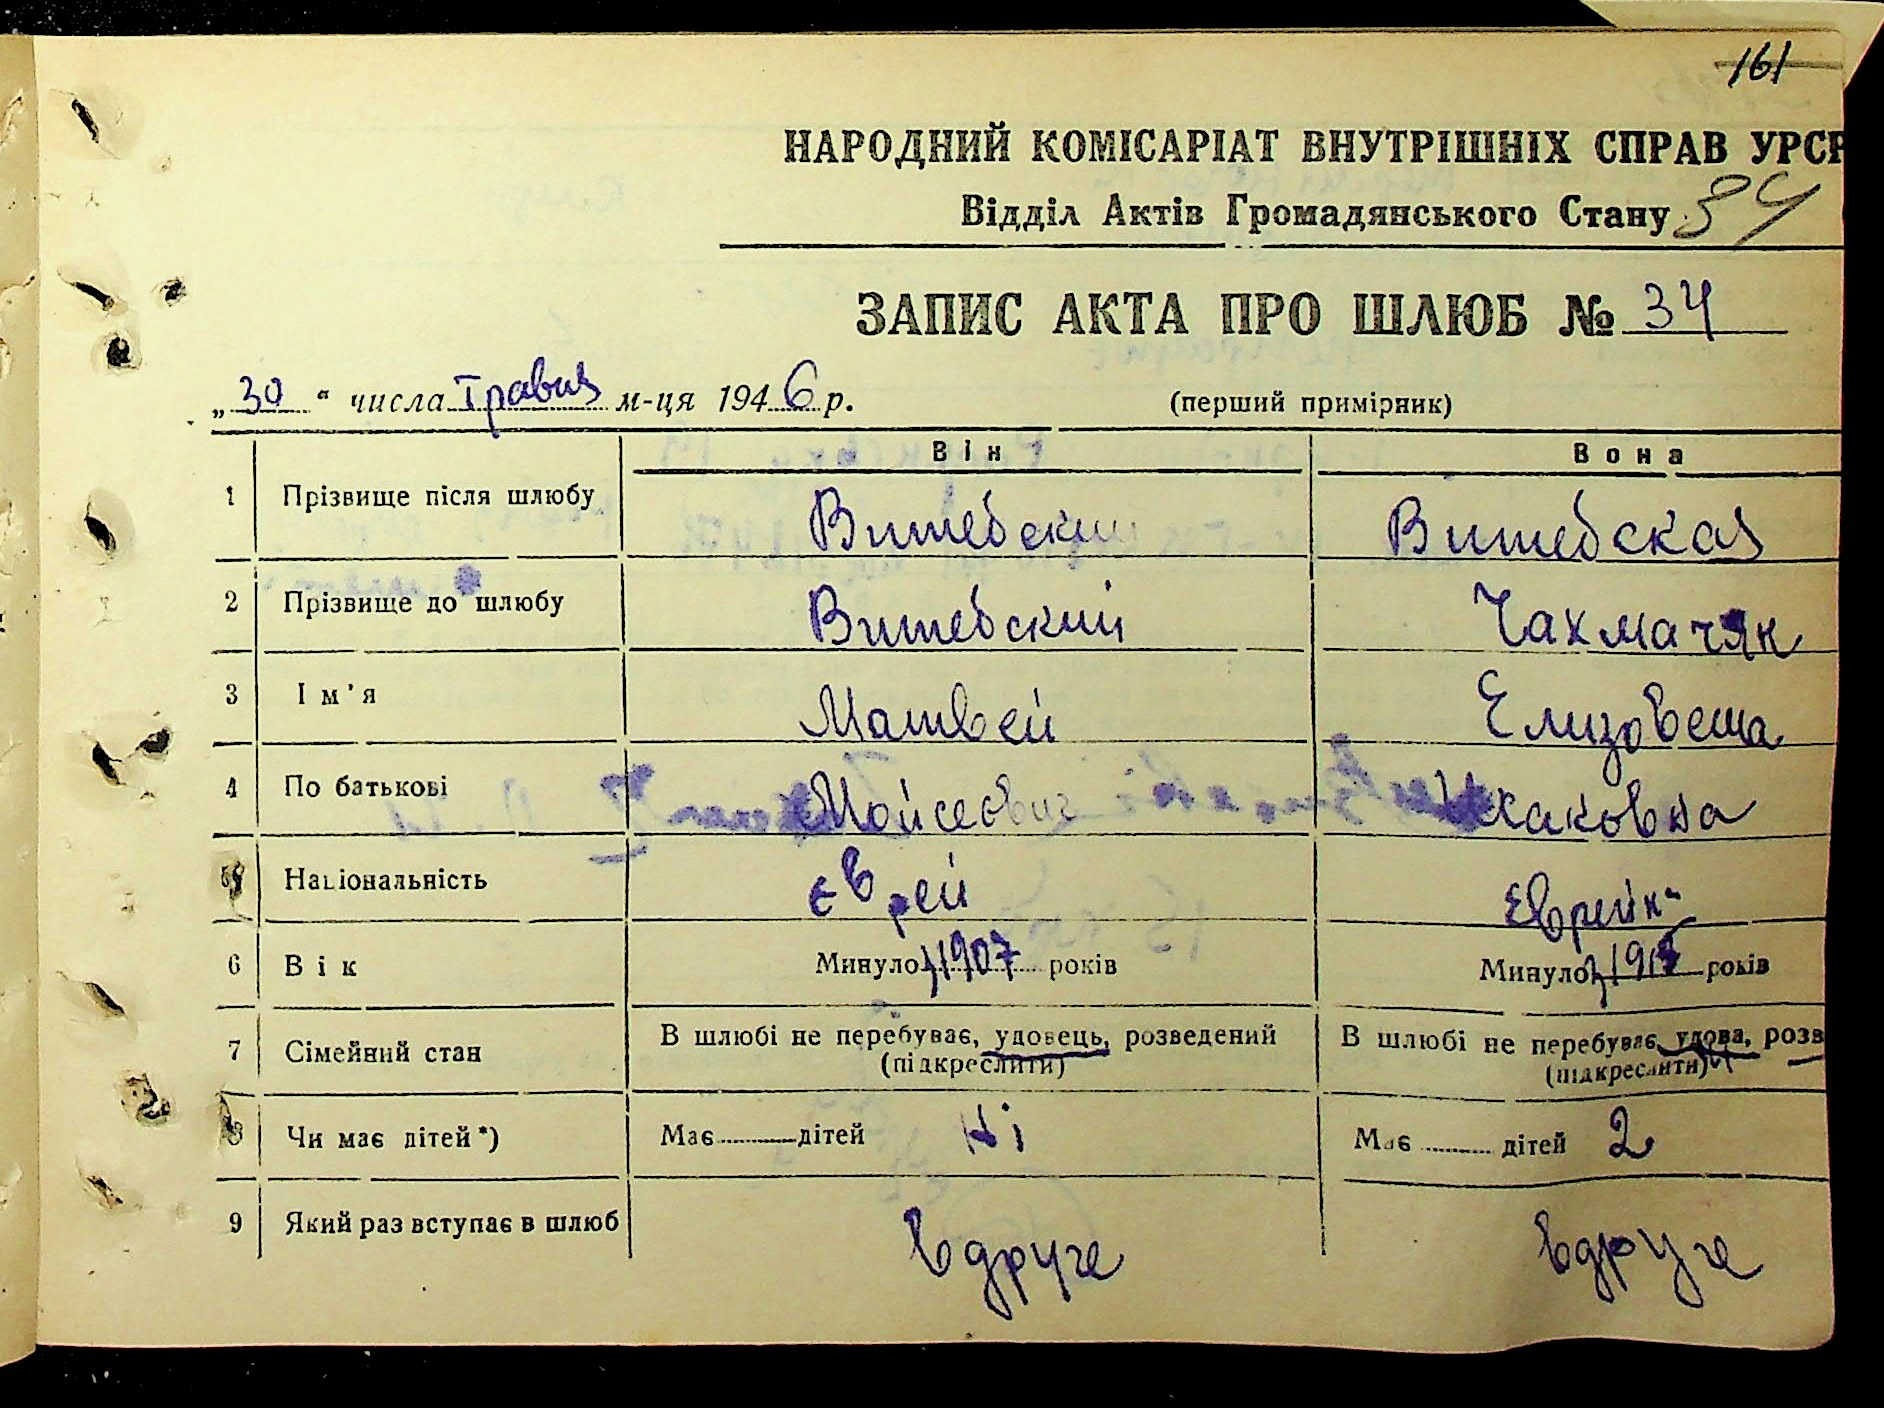 161
НАРОДНИЙ КОМІСАРІАТ ВНУТРІШНІХ СПРАВ УРСР
Відділ Актів Громадянського Стану 34
ЗАПИС АКТА ПРО ШЛЮБ № 34
„ 30 " числа травня м-ця 1946 р. (перший примірник)
Він Вона
1 Прізвище після шлюбу Витебский Витебская
2 Прізвище до шлюбу Витебский Чахмачян
3 Ім'я Матвей Елизовета
4 По батькові Мойсеович Исаковна
5 Національність єврей єврейка
6 Вік Минуло 1907 років Минуло років
7 Сімейний стан В шлюбі не перебуває, удовець, розведений В шлюбі не перебуває, удова, розв
(підкреслити) (підкреслити)
8 Чи має дітей*) Має дітей Ні Має дітей 2
9 Який раз вступає в шлюб вдруге вдруге